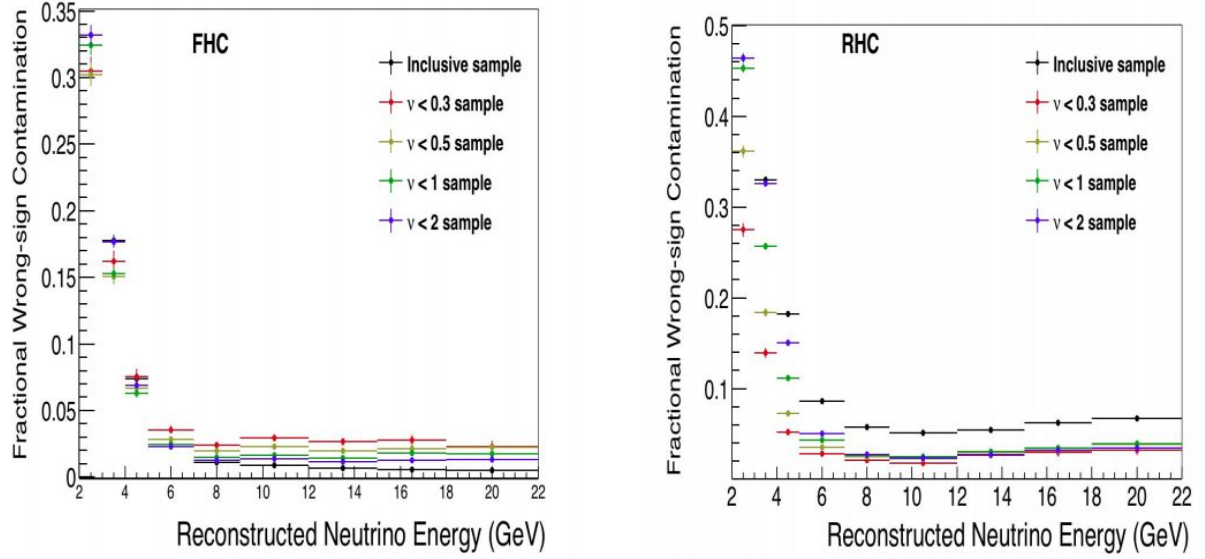 FHC
Fractional Wrong-sign Contamination
0.35
0.3
0.25
0.2
0.15
0.1
0.05
0
Inclusive sample
ν < 0.3 sample
ν < 0.5 sample
ν < 1 sample
ν < 2 sample
2 4 6 8 10 12 14 16 18 20 22
Reconstructed Neutrino Energy (GeV)
RHC
Fractional Wrong-sign Contamination
0.5
0.4
0.3
0.2
0.1
Inclusive sample
ν < 0.3 sample
ν < 0.5 sample
ν < 1 sample
ν < 2 sample
2 4 6 8 10 12 14 16 18 20 22
Reconstructed Neutrino Energy (GeV)